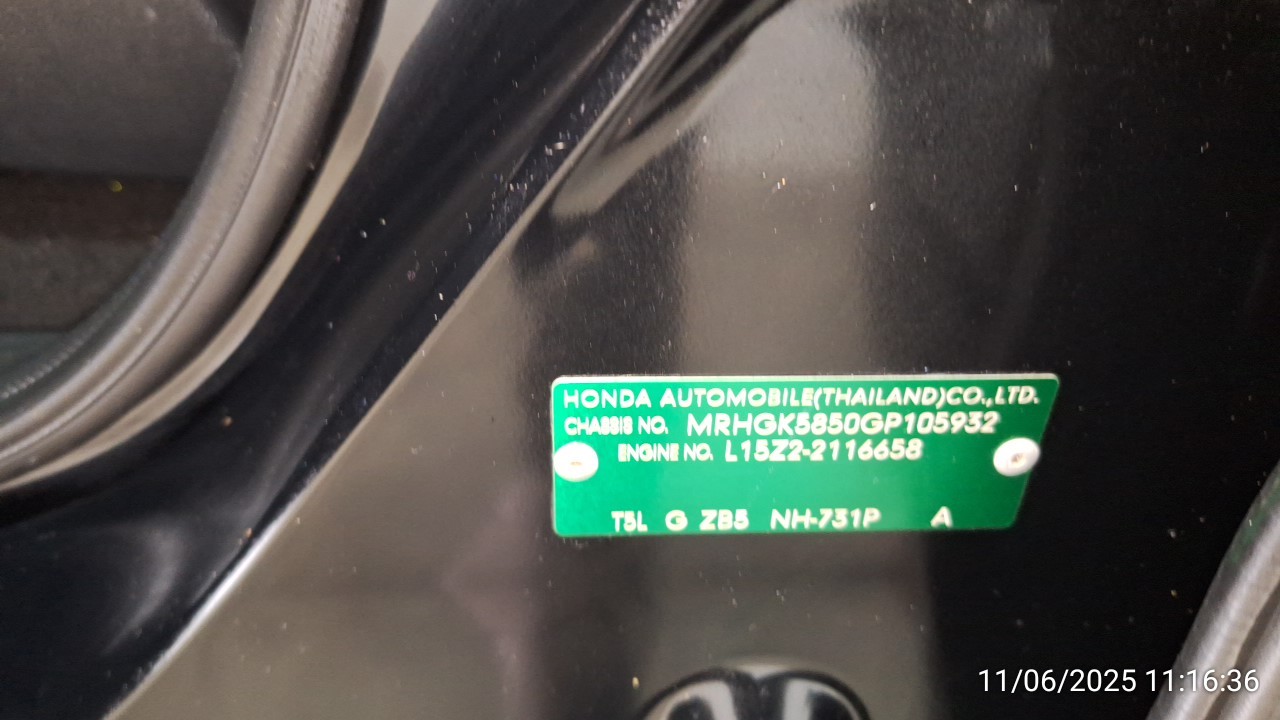 HONDA AUTOMOBILE(THAILAND)CO.,LTD.
CHASSIS NO. MRHGK5850GP105932
ENGINE NO. L15Z2-2116658
T5L G ZB5 NH-731P A
11/06/2025 11:16:36